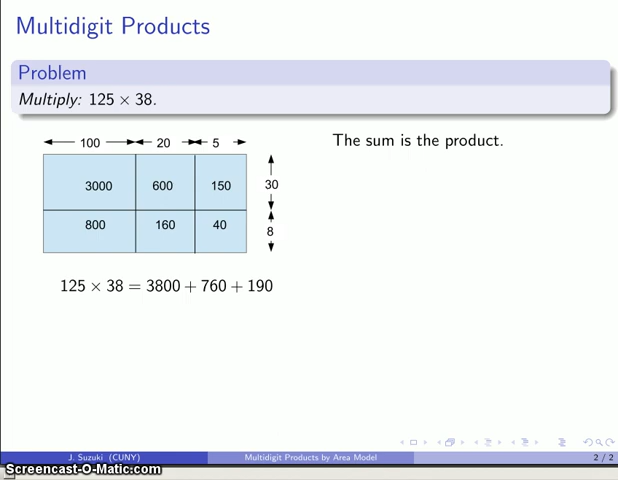 Multidigit Products
Problem
Multiply: 125 × 38.
100 20 5
The sum is the product.
3000 600 150 30
800 160 40 8
125 × 38 = 3800 + 760 + 190
J. Suzuki (CUNY) Multidigit Products by Area Model 2 / 2
Screencast-O-Matic.com